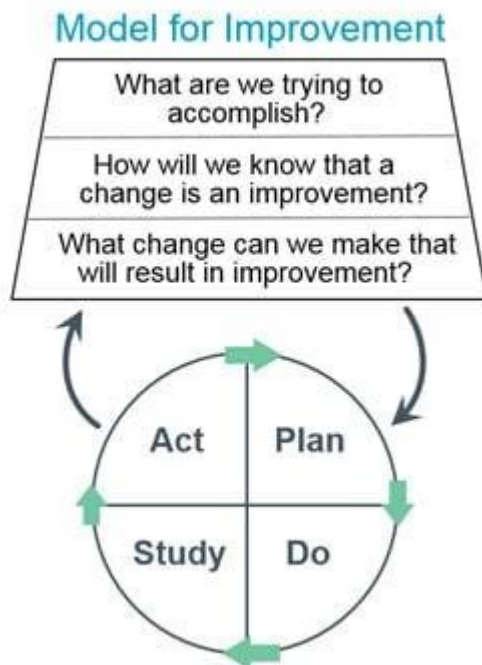 Model for Improvement
What are we trying to
accomplish?
How will we know that a
change is an improvement?
What change can we make that
will result in improvement?
Act
Plan
Study
Do